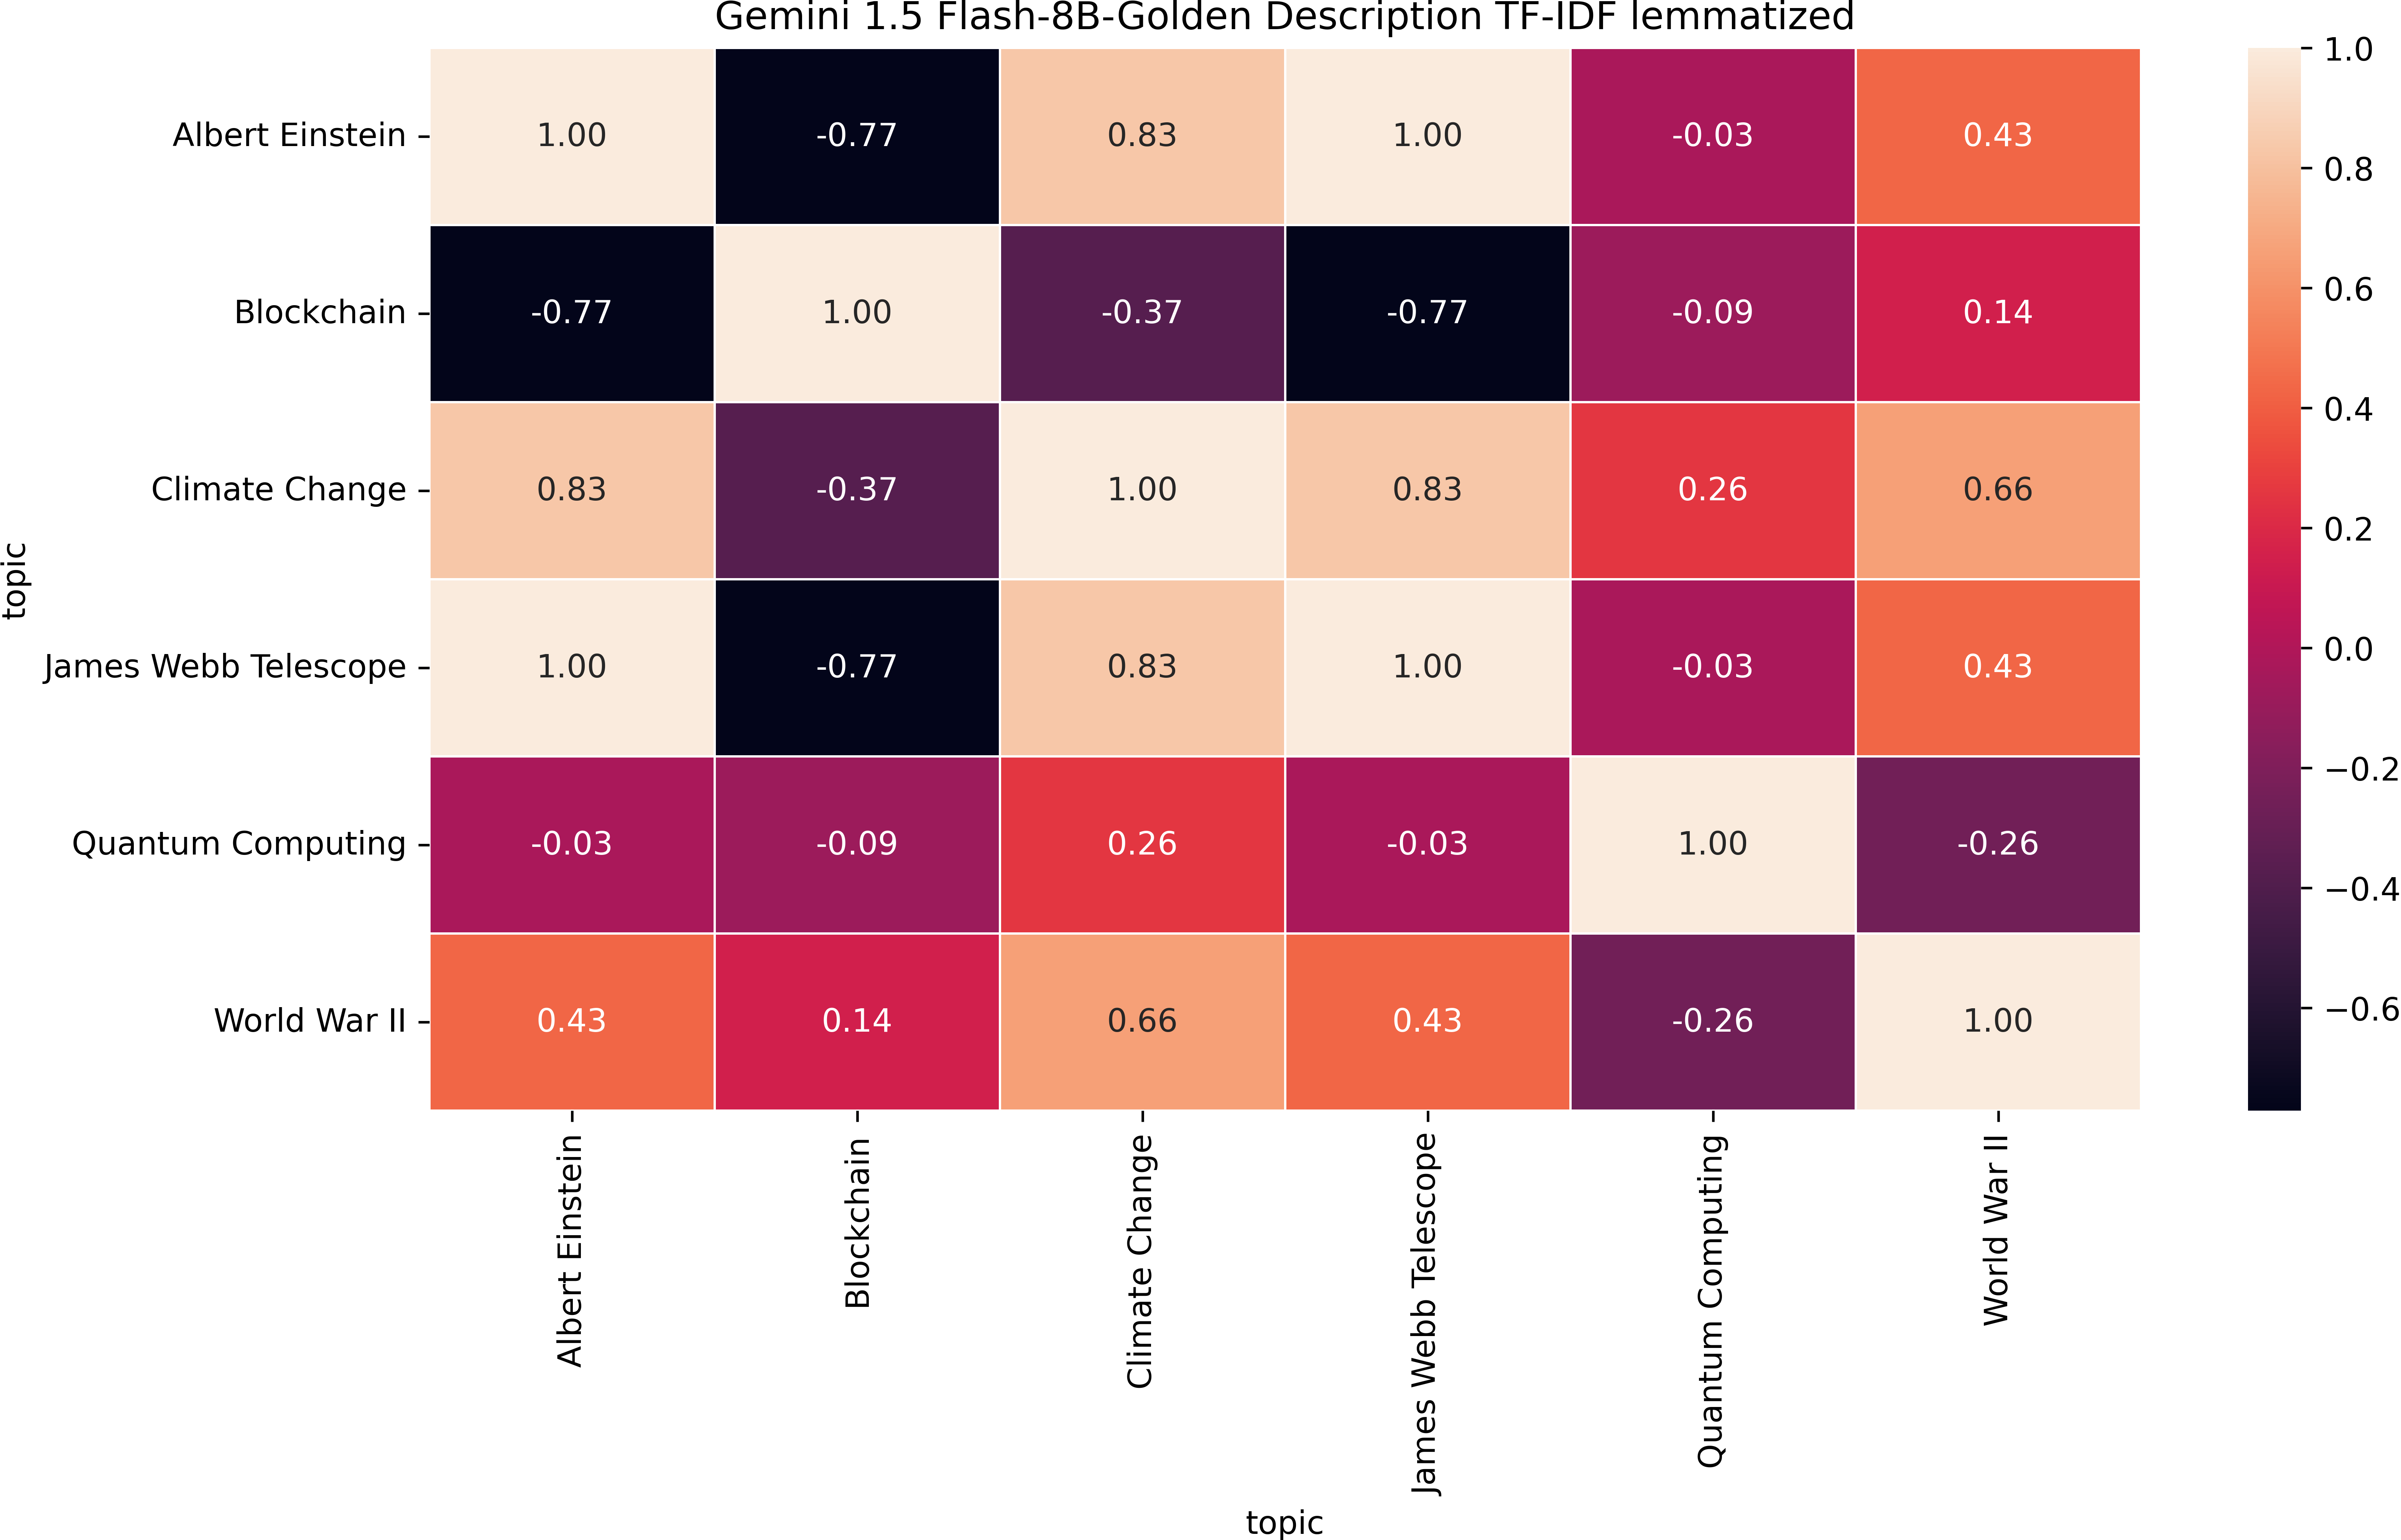 Gemini 1.5 Flash-8B-Golden Description TF-IDF lemmatized
topic
Albert Einstein 1.00 -0.77 0.83 1.00 -0.03 0.43
Blockchain -0.77 1.00 -0.37 -0.77 -0.09 0.14
Climate Change 0.83 -0.37 1.00 0.83 0.26 0.66
James Webb Telescope 1.00 -0.77 0.83 1.00 -0.03 0.43
Quantum Computing -0.03 -0.09 0.26 -0.03 1.00 -0.26
World War II 0.43 0.14 0.66 0.43 -0.26 1.00
Albert Einstein
Blockchain
Climate Change
James Webb Telescope
Quantum Computing
World War II
topic
1.0
0.8
0.6
0.4
0.2
0.0
−0.2
−0.4
−0.6